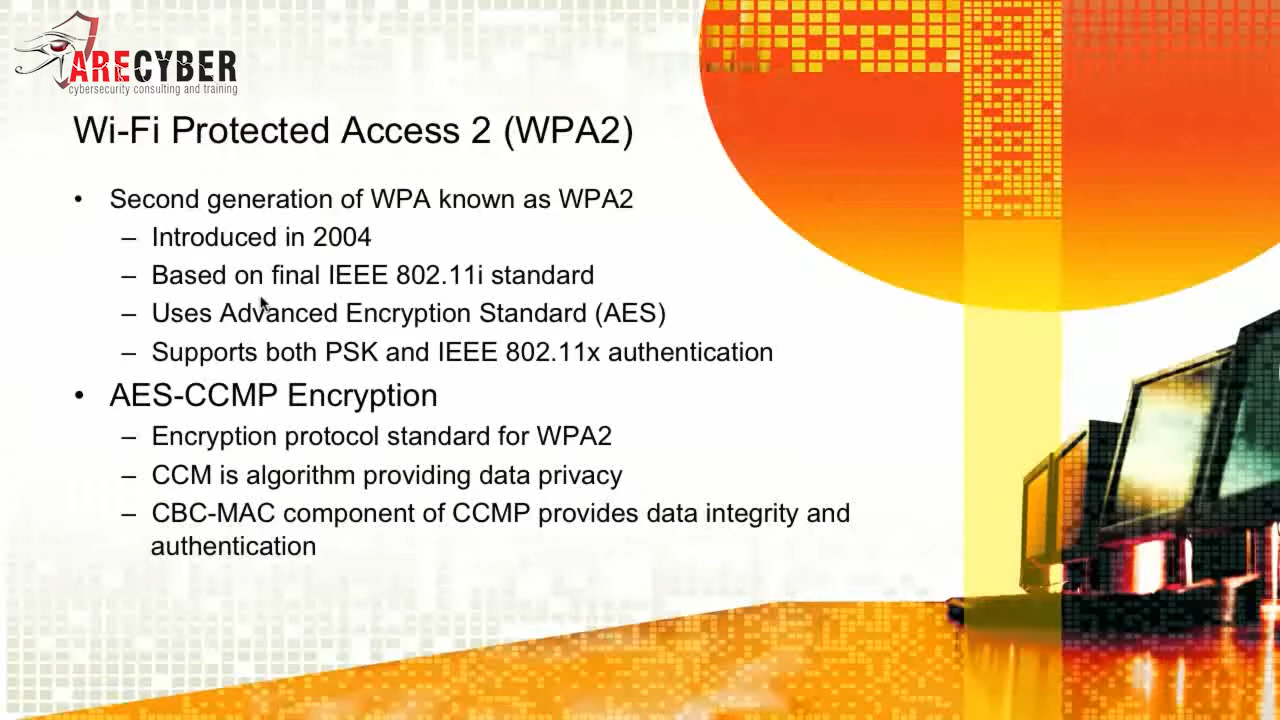 ARECYBER
cybersecurity consulting and training
Wi-Fi Protected Access 2 (WPA2)
• Second generation of WPA known as WPA2
– Introduced in 2004
– Based on final IEEE 802.11i standard
– Uses Advanced Encryption Standard (AES)
– Supports both PSK and IEEE 802.11x authentication
• AES-CCMP Encryption
– Encryption protocol standard for WPA2
– CCM is algorithm providing data privacy
– CBC-MAC component of CCMP provides data integrity and
authentication